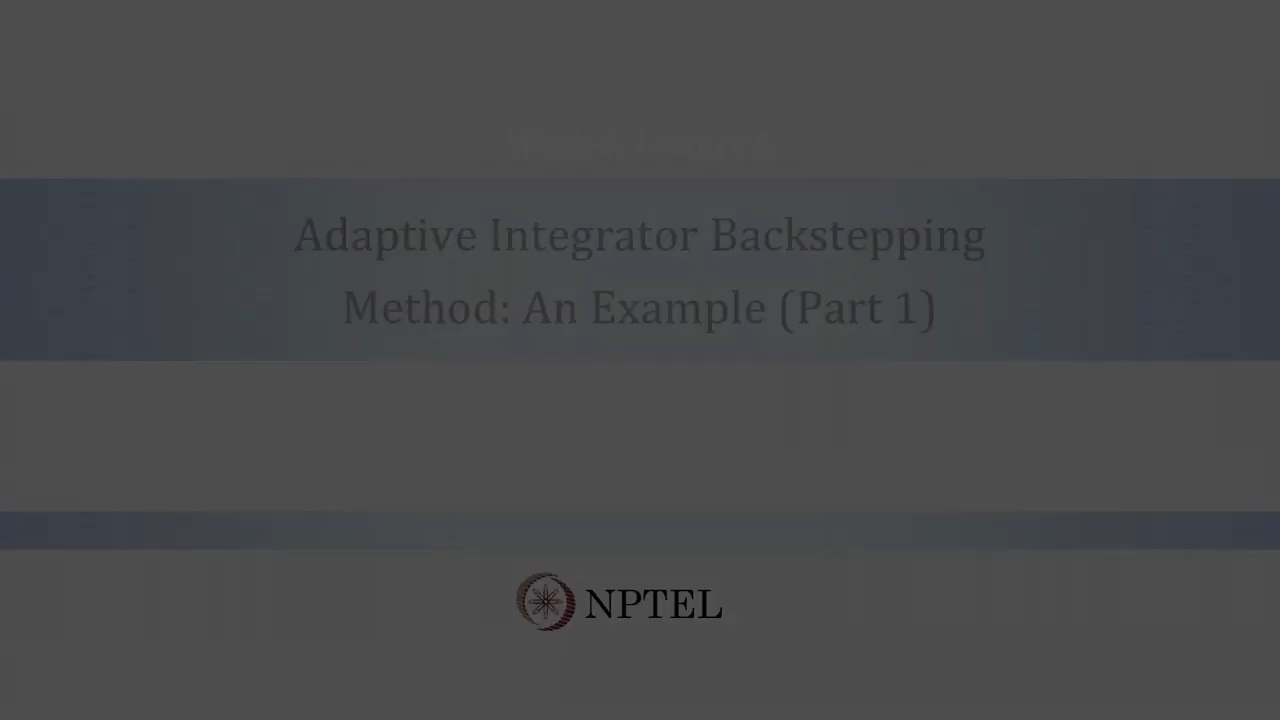 Adaptive Integrator Backstepping
Method: An Example (Part 1)
NPTEL